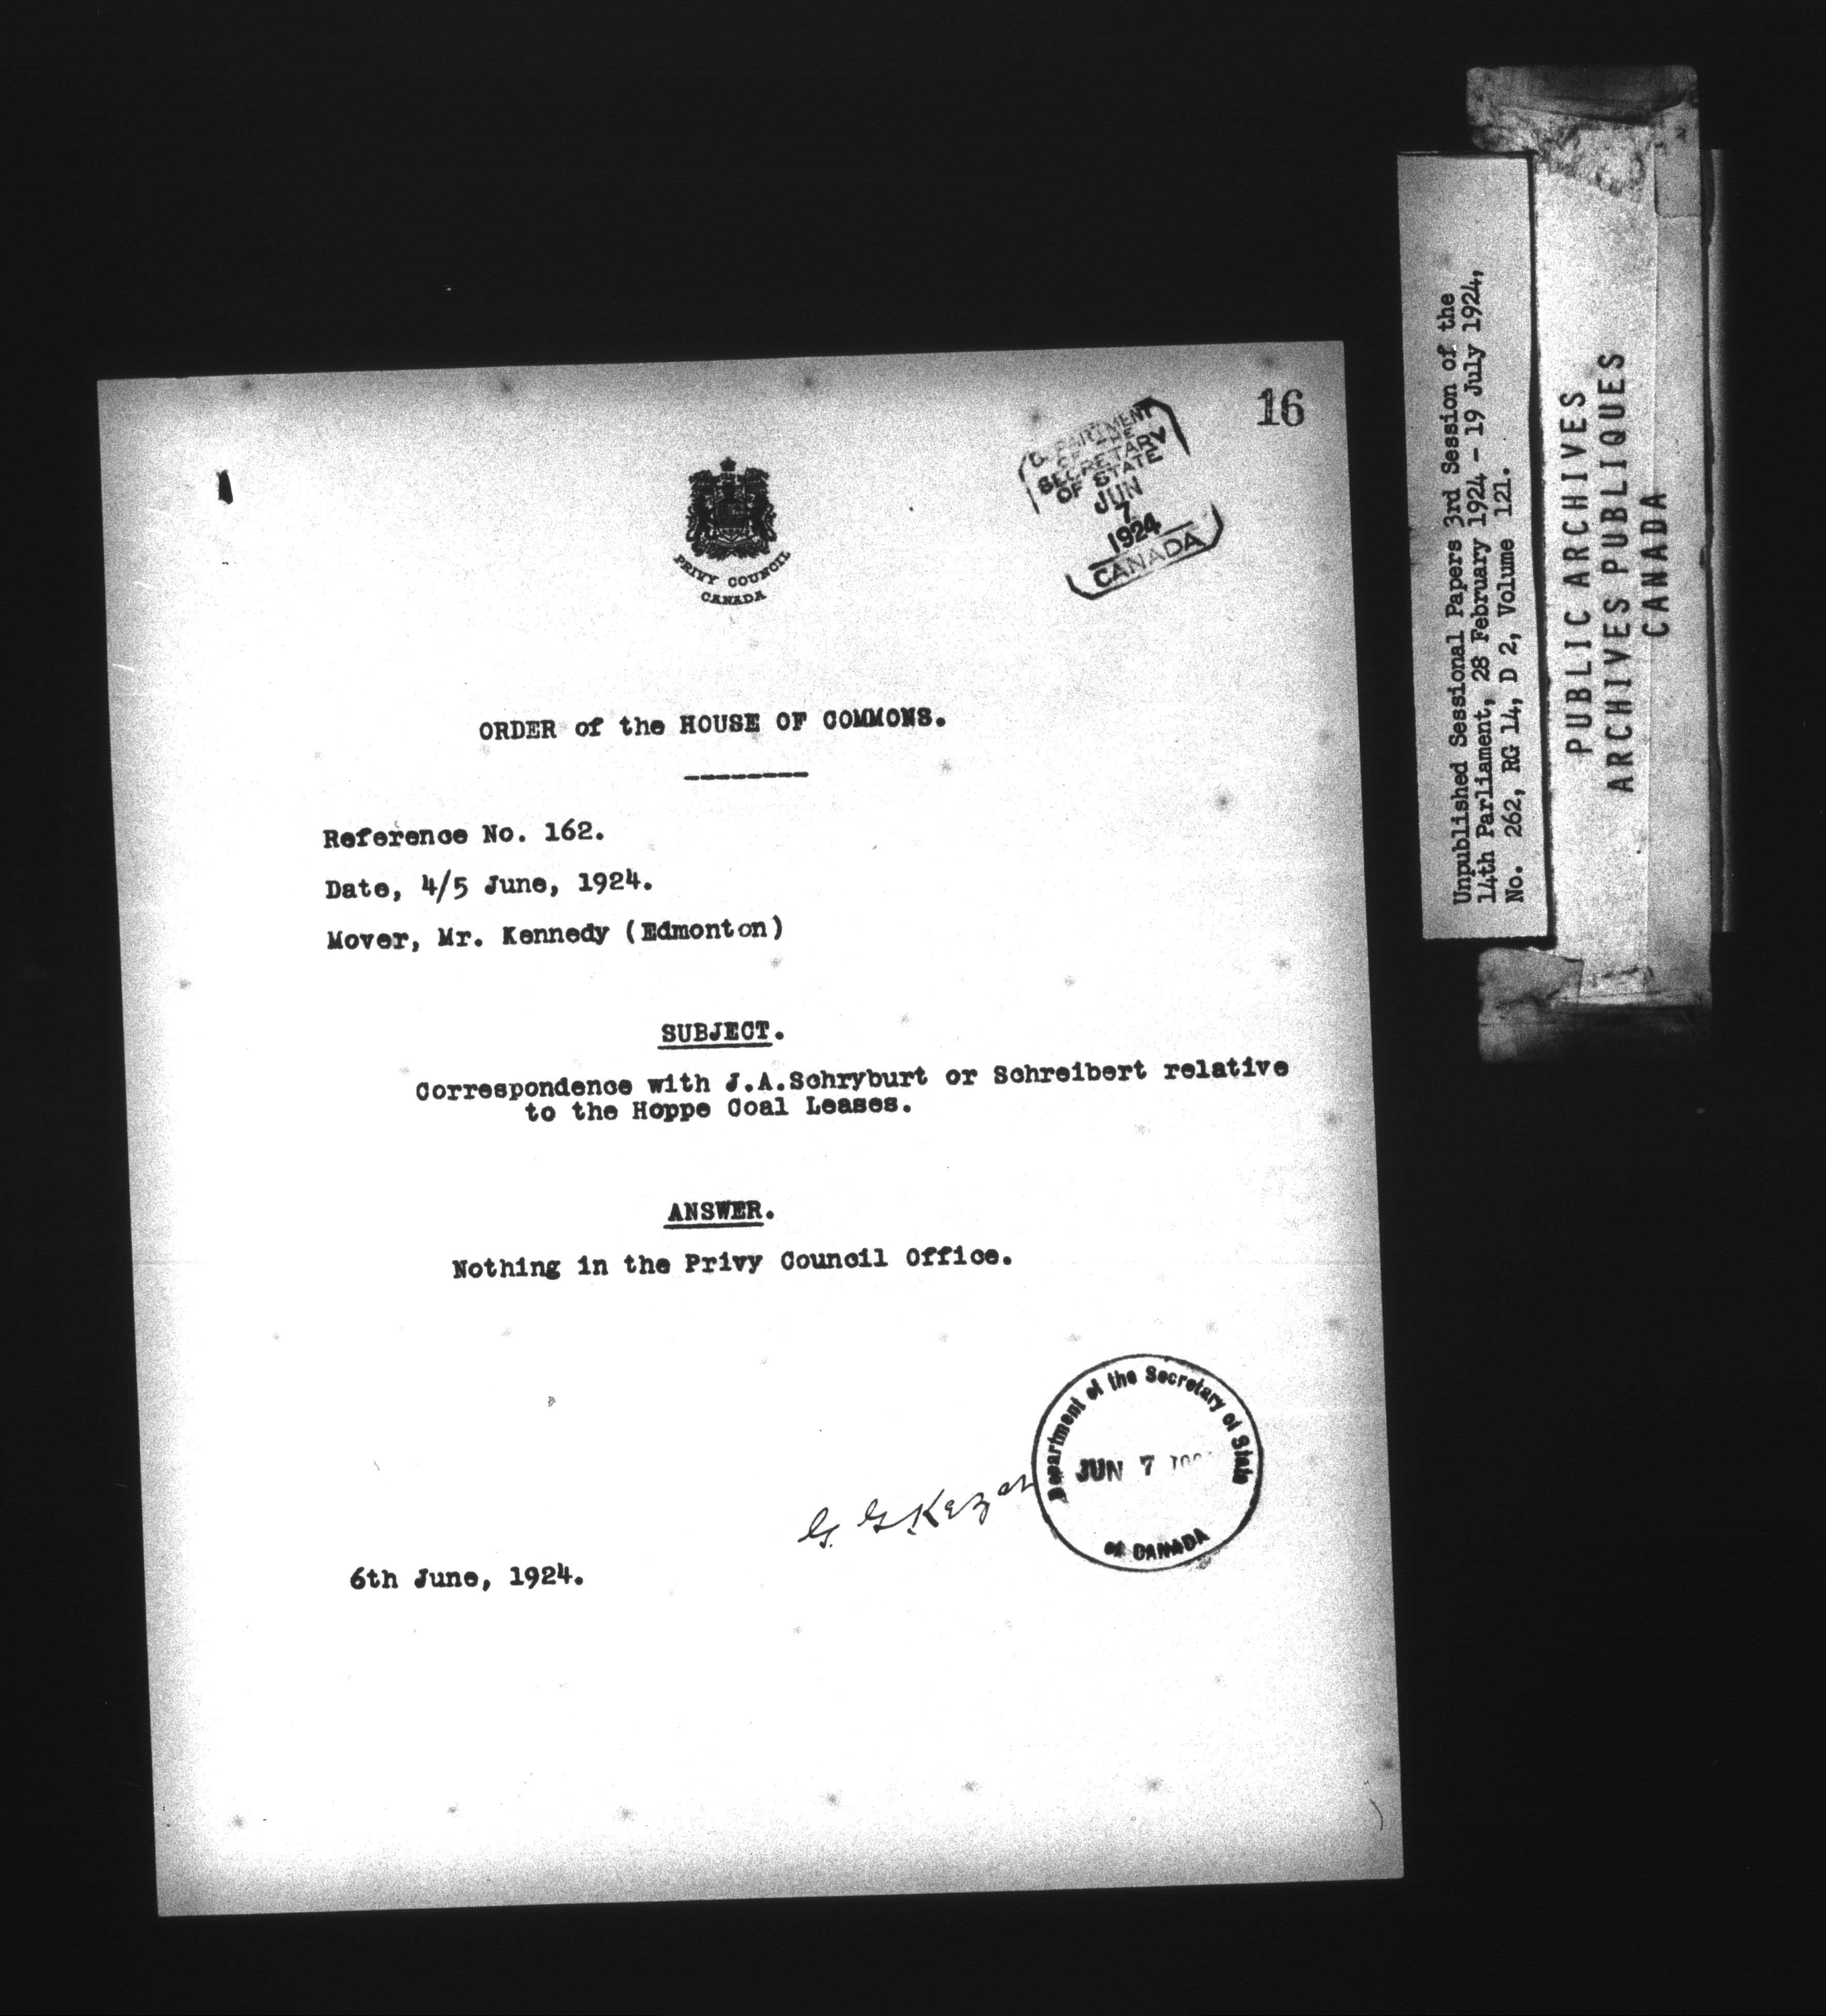 16
DEPARTMENT
OF THE
SECRETARY
OF STATE
JUN
7
1924
CANADA
PRIVY COUNCIL
CANADA
ORDER of the HOUSE OF COMMONS.
--------
Reference No. 162.
Date, 4/5 June, 1924.
Mover, Mr. Kennedy (Edmonton)
SUBJECT.
Correspondence with J.A.Schryburt or Schreibert relative
to the Hoppe Coal Leases.
ANSWER.
Nothing in the Privy Council Office.
Department of the Secretary of State
JUN 7
of CANADA
6th June, 1924.
Unpublished Sessional Papers 3rd Session of the
14th Parliament, 28 February 1924 - 19 July 1924,
No. 262, RG 14, D 2, Volume 121.
PUBLIC ARCHIVES
ARCHIVES PUBLIQUES
CANADA